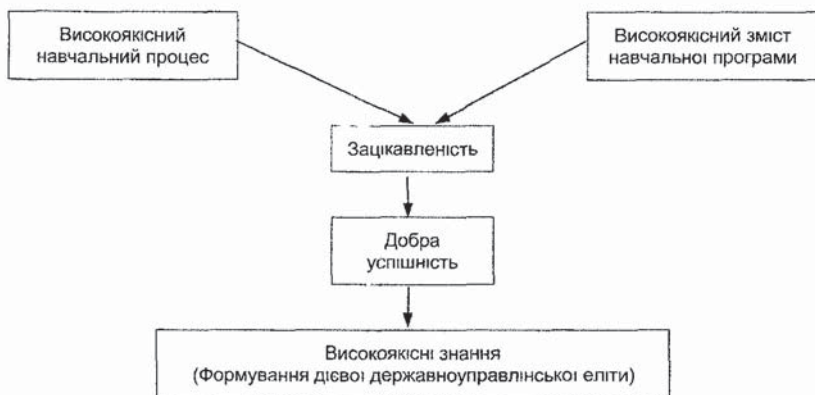 Високоякісний
навчальний процес
Високоякісний зміст
навчальної програми
Зацікавленість
Добра
успішність
Високоякісні знання
(Формування дієвої державноуправлінської еліти)